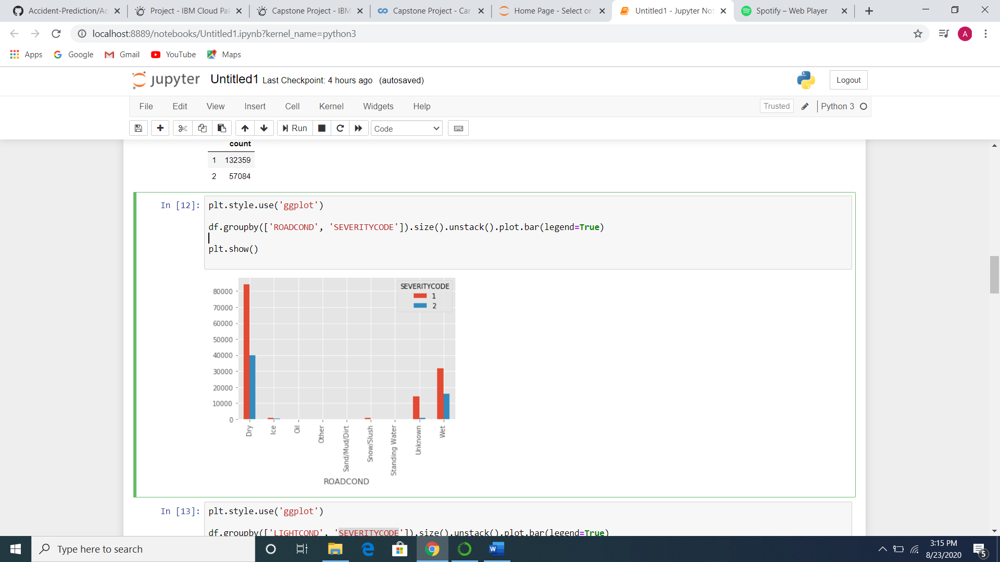 Accident-Prediction/Ac
Project - IBM Cloud Pak
Capstone Project - IBM
Capstone Project - Car
Home Page - Select or
Untitled1 - Jupyter Not
Spotify – Web Player
localhost:8889/notebooks/Untitled1.ipynb?kernel_name=python3
A
Apps Google Gmail YouTube Maps
jupyter Untitled1 Last Checkpoint: 4 hours ago (autosaved)
Logout
File Edit View Insert Cell Kernel Widgets Help
Trusted Python 3
Run Code
count
1 132359
2 57084
In [12]: plt.style.use('ggplot')
df.groupby(['ROADCOND', 'SEVERITYCODE']).size().unstack().plot.bar(legend=True)
plt.show()
SEVERITYCODE
1
2
80000
70000
60000
50000
40000
30000
20000
10000
0
Dry
Ice
Oil
Other
Sand/Mud/Dirt
Snow/Slush
Standing Water
Unknown
Wet
ROADCOND
In [13]: plt.style.use('ggplot')
df.groupby(['LIGHTCOND', 'SEVERITYCODE']).size().unstack().plot.bar(legend=True)
Type here to search
W
3:15 PM
8/23/2020
5